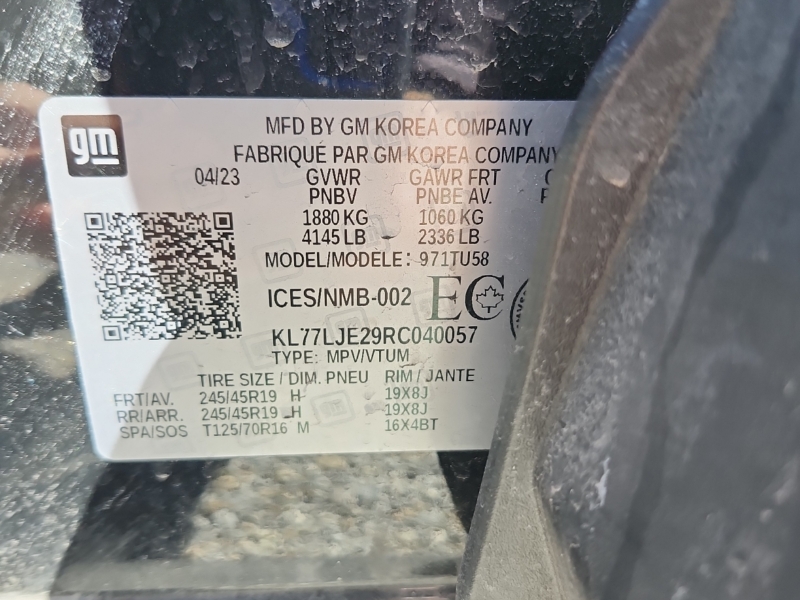 gm
MFD BY GM KOREA COMPANY
FABRIQUÉ PAR GM KOREA COMPANY
04/23 GVWR GAWR FRT
PNBV PNBE AV.
1880 KG 1060 KG
4145 LB 2336 LB
MODEL/MODÈLE: 971TU58
ICES/NMB-002 EC
KL77LJE29RC040057
TYPE: MPV/VTUM
TIRE SIZE / DIM. PNEU RIM / JANTE
FRT/AV. 245/45R19 H 19X8J
RR/ARR. 245/45R19 H 19X8J
SPA/SOS T125/70R16 M 16X4BT